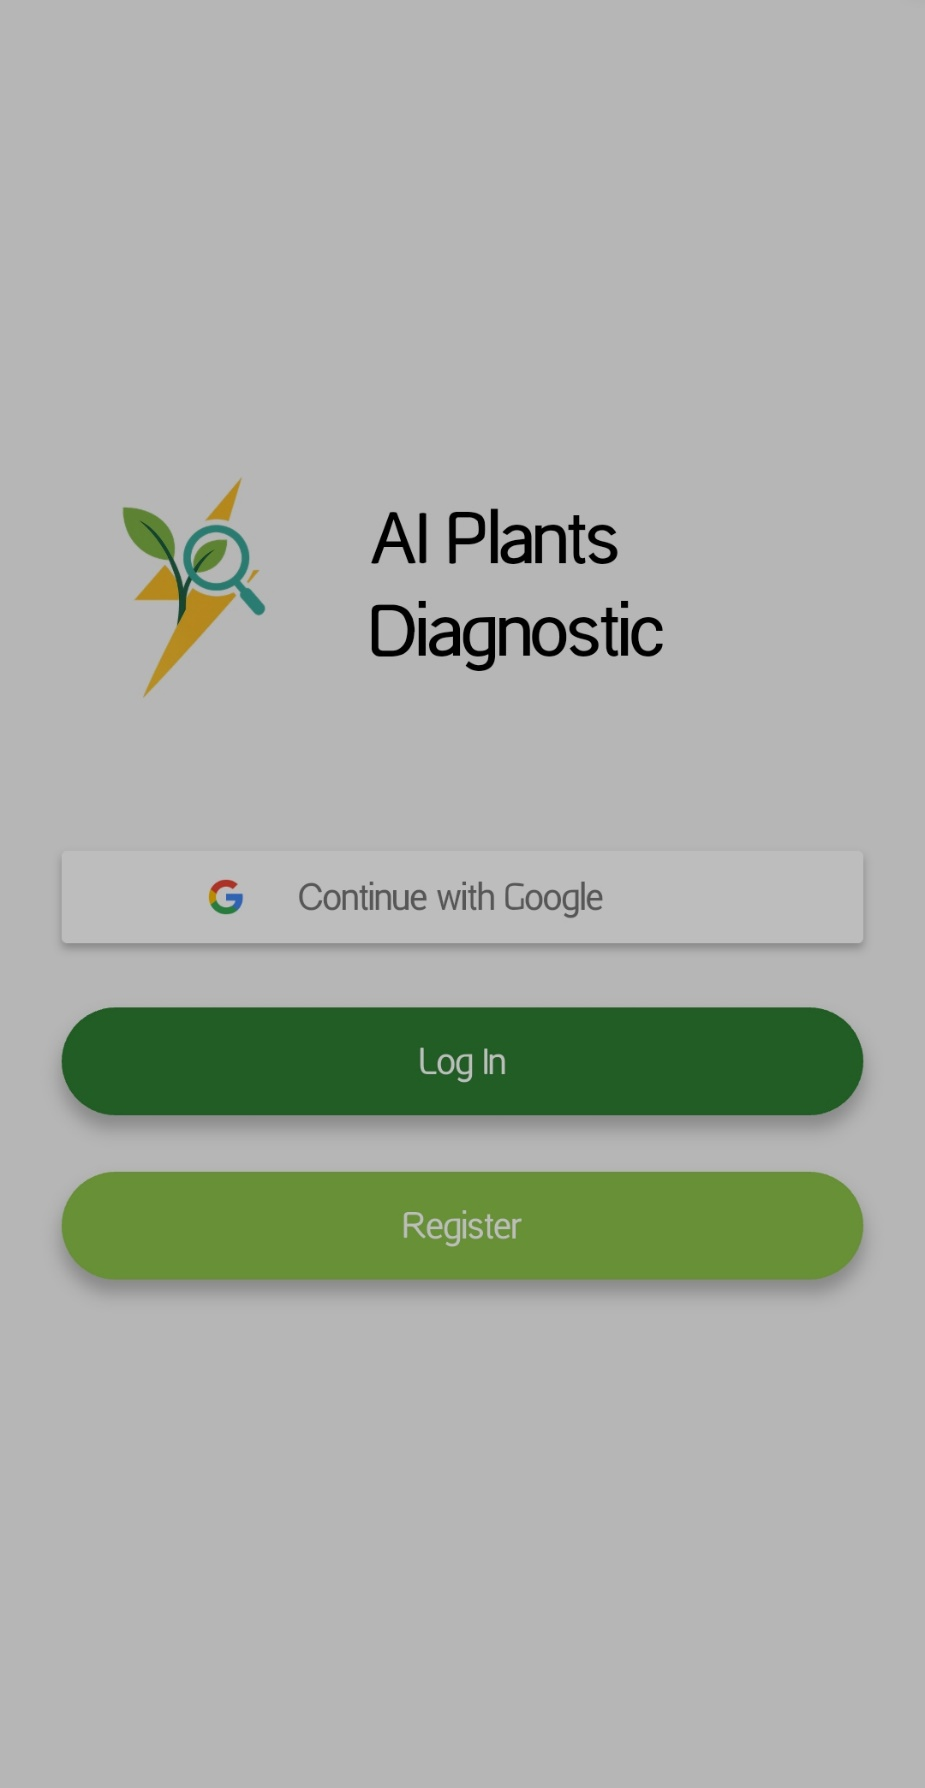 AI Plants
Diagnostic
Continue with Google
Log In
Register